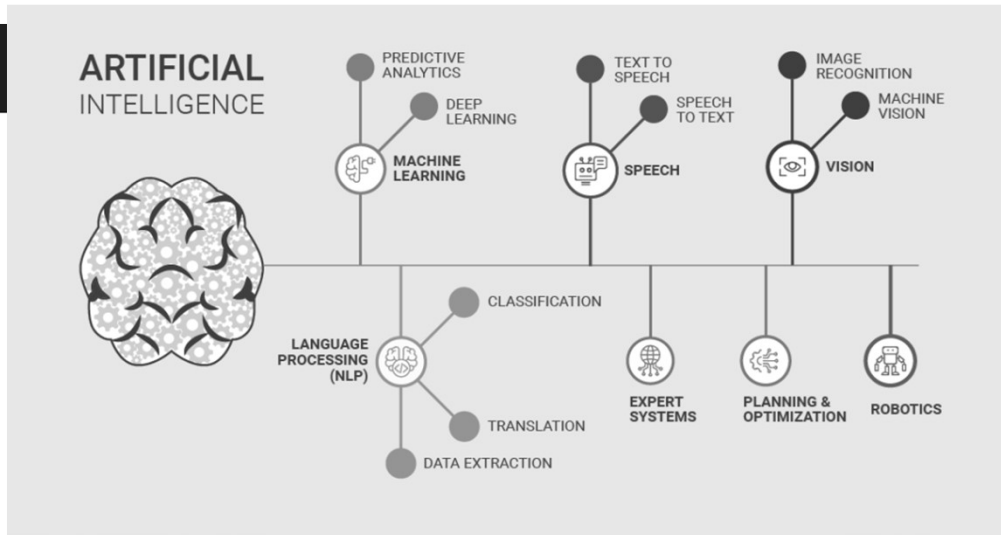 ARTIFICIAL
INTELLIGENCE
PREDICTIVE
ANALYTICS
DEEP
LEARNING
MACHINE
LEARNING
TEXT TO
SPEECH
SPEECH
TO TEXT
SPEECH
IMAGE
RECOGNITION
MACHINE
VISION
VISION
LANGUAGE
PROCESSING
(NLP)
CLASSIFICATION
TRANSLATION
DATA EXTRACTION
EXPERT
SYSTEMS
PLANNING &
OPTIMIZATION
ROBOTICS